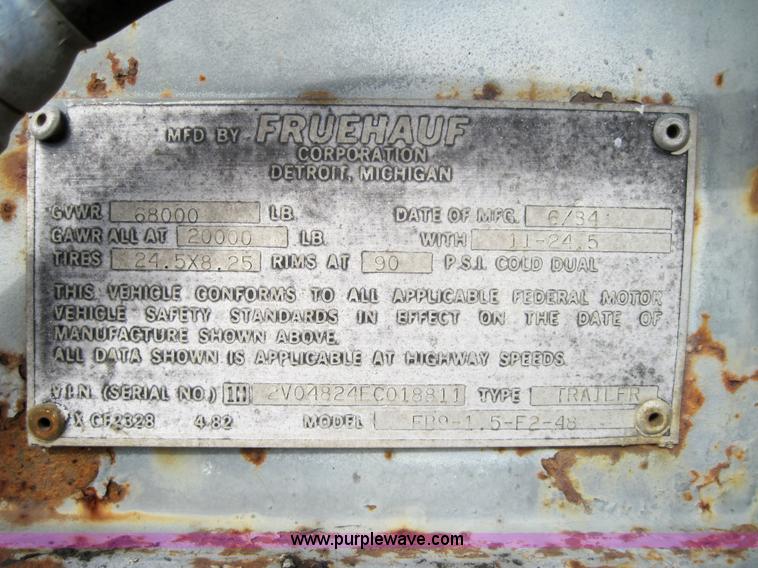 MFD BY FRUEHAUF
CORPORATION
DETROIT, MICHIGAN
GVWR 68000 LB. DATE OF MFG. 6/84
GAWR ALL AT 20000 LB. WITH 11-24.5
TIRES 24.5X8.25 RIMS AT 90 P.S.I. COLD DUAL
THIS VEHICLE CONFORMS TO ALL APPLICABLE FEDERAL MOTOR
VEHICLE SAFETY STANDARDS IN EFFECT ON THE DATE OF
MANUFACTURE SHOWN ABOVE.
ALL DATA SHOWN IS APPLICABLE AT HIGHWAY SPEEDS.
V.I.N. (SERIAL NO.) 1H 2V04824EC018811 TYPE TRAILER
X CF2328 4-82 MODEL FB9-1.5-F2-48
www.purplewave.com